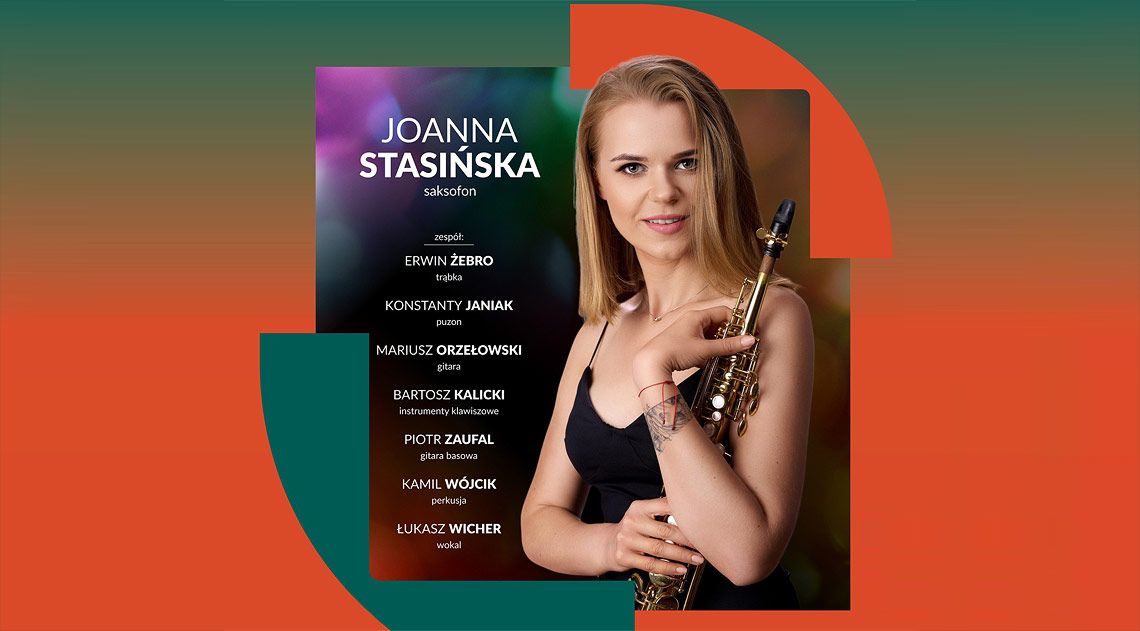 JOANNA
STASIŃSKA
saksofon
zespół:
ERWIN ŻEBRO
trąbka
KONSTANTY JANIAK
puzon
MARIUSZ ORZEŁOWSKI
gitara
BARTOSZ KALICKI
instrumenty klawiszowe
PIOTR ZAUFAL
gitara basowa
KAMIL WÓJCIK
perkusja
ŁUKASZ WICHER
wokal